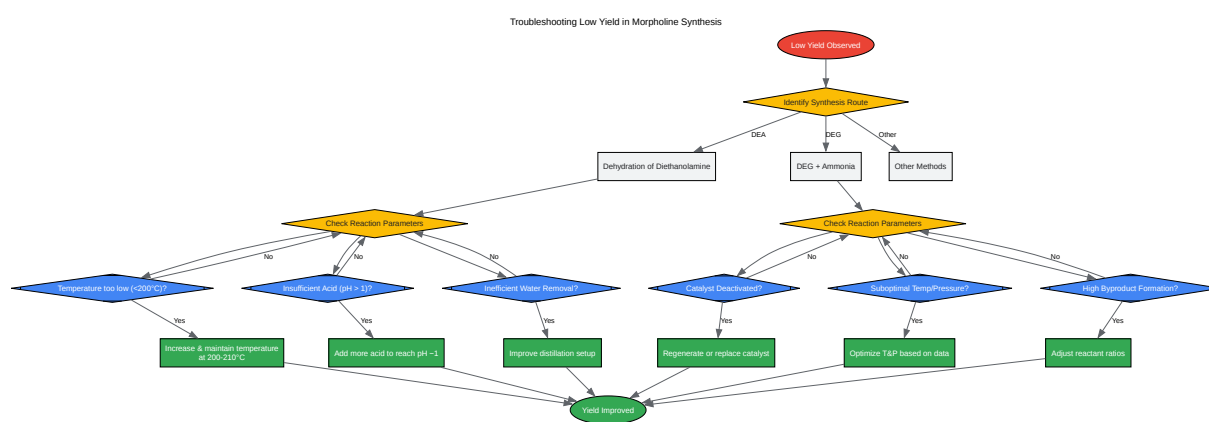 Troubleshooting Low Yield in Morpholine Synthesis
Low Yield Observed
Identify Synthesis Route
DEA
DEG
Other
Dehydration of Diethanolamine
DEG + Ammonia
Other Methods
Check Reaction Parameters
Check Reaction Parameters
No
No
No
No
No
No
Temperature too low (<200°C)?
Insufficient Acid (pH > 1)?
Inefficient Water Removal?
Catalyst Deactivated?
Suboptimal Temp/Pressure?
High Byproduct Formation?
Yes
Yes
Yes
Yes
Yes
Yes
Increase & maintain temperature
at 200-210°C
Add more acid to reach pH ~1
Improve distillation setup
Regenerate or replace catalyst
Optimize T&P based on data
Adjust reactant ratios
Yield Improved